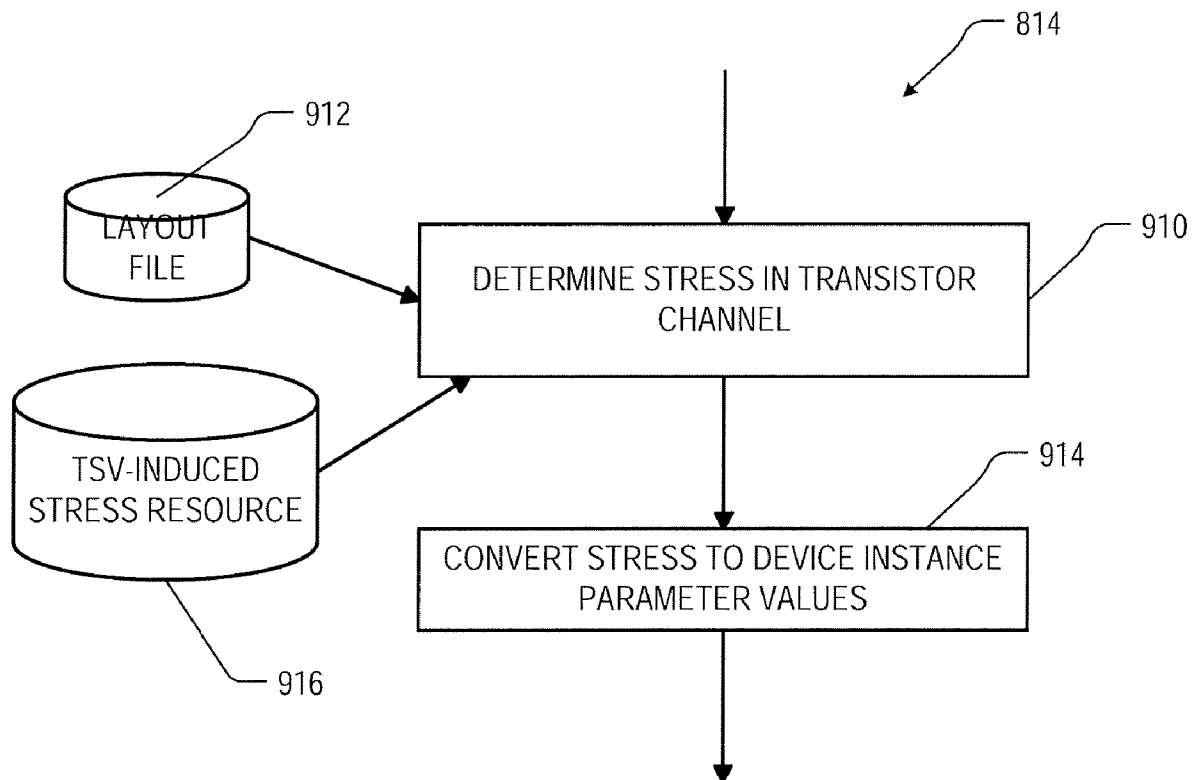 814
912
LAYOUT
FILE
910
DETERMINE STRESS IN TRANSISTOR
CHANNEL
TSV-INDUCED
STRESS RESOURCE
914
CONVERT STRESS TO DEVICE INSTANCE
PARAMETER VALUES
916